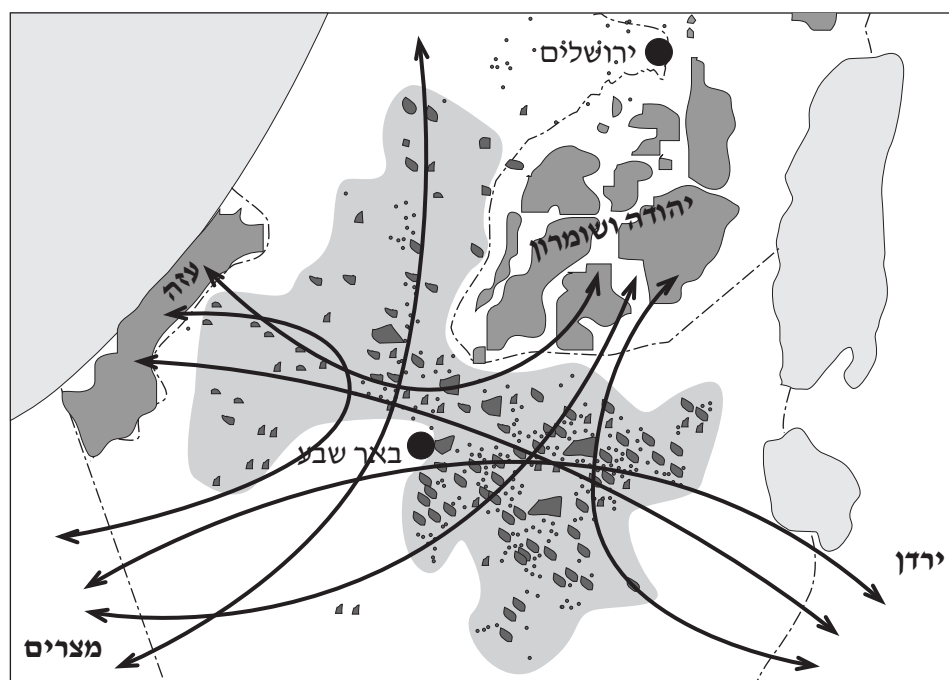 ירושלים
יהודה ושומרון
עזה
באר שבע
ירדן
מצרים